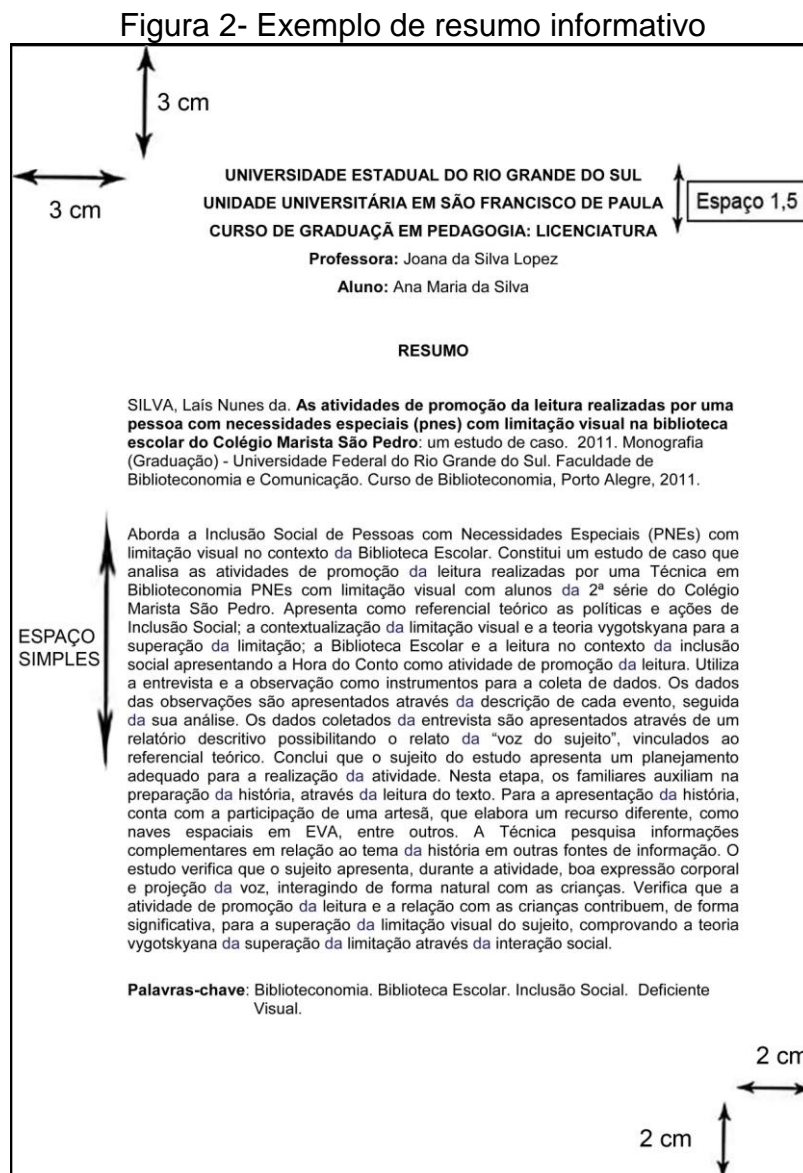 Figura 2- Exemplo de resumo informativo
3 cm
3 cm
UNIVERSIDADE ESTADUAL DO RIO GRANDE DO SUL
UNIDADE UNIVERSITÁRIA EM SÃO FRANCISCO DE PAULA
Espaço 1,5
CURSO DE GRADUAÇÃ EM PEDAGOGIA: LICENCIATURA
Professora: Joana da Silva Lopez
Aluno: Ana Maria da Silva
RESUMO
SILVA, Laís Nunes da. As atividades de promoção da leitura realizadas por uma
pessoa com necessidades especiais (pnes) com limitação visual na biblioteca
escolar do Colégio Marista São Pedro: um estudo de caso. 2011. Monografia
(Graduação) - Universidade Federal do Rio Grande do Sul. Faculdade de
Biblioteconomia e Comunicação. Curso de Biblioteconomia, Porto Alegre, 2011.
Aborda a Inclusão Social de Pessoas com Necessidades Especiais (PNEs) com
limitação visual no contexto da Biblioteca Escolar. Constitui um estudo de caso que
analisa as atividades de promoção da leitura realizadas por uma Técnica em
Biblioteconomia PNEs com limitação visual com alunos da 2ª série do Colégio
Marista São Pedro. Apresenta como referencial teórico as políticas e ações de
Inclusão Social; a contextualização da limitação visual e a teoria vygotskyana para a
superação da limitação; a Biblioteca Escolar e a leitura no contexto da inclusão
social apresentando a Hora do Conto como atividade de promoção da leitura. Utiliza
a entrevista e a observação como instrumentos para a coleta de dados. Os dados
das observações são apresentados através da descrição de cada evento, seguida
da sua análise. Os dados coletados da entrevista são apresentados através de um
relatório descritivo possibilitando o relato da “voz do sujeito”, vinculados ao
referencial teórico. Conclui que o sujeito do estudo apresenta um planejamento
adequado para a realização da atividade. Nesta etapa, os familiares auxiliam na
preparação da história, através da leitura do texto. Para a apresentação da história,
conta com a participação de uma artesã, que elabora um recurso diferente, como
naves espaciais em EVA, entre outros. A Técnica pesquisa informações
complementares em relação ao tema da história em outras fontes de informação. O
estudo verifica que o sujeito apresenta, durante a atividade, boa expressão corporal
e projeção da voz, interagindo de forma natural com as crianças. Verifica que a
atividade de promoção da leitura e a relação com as crianças contribuem, de forma
significativa, para a superação da limitação visual do sujeito, comprovando a teoria
vygotskyana da superação da limitação através da interação social.
ESPAÇO
SIMPLES
Palavras-chave: Biblioteconomia. Biblioteca Escolar. Inclusão Social. Deficiente
Visual.
2 cm
2 cm